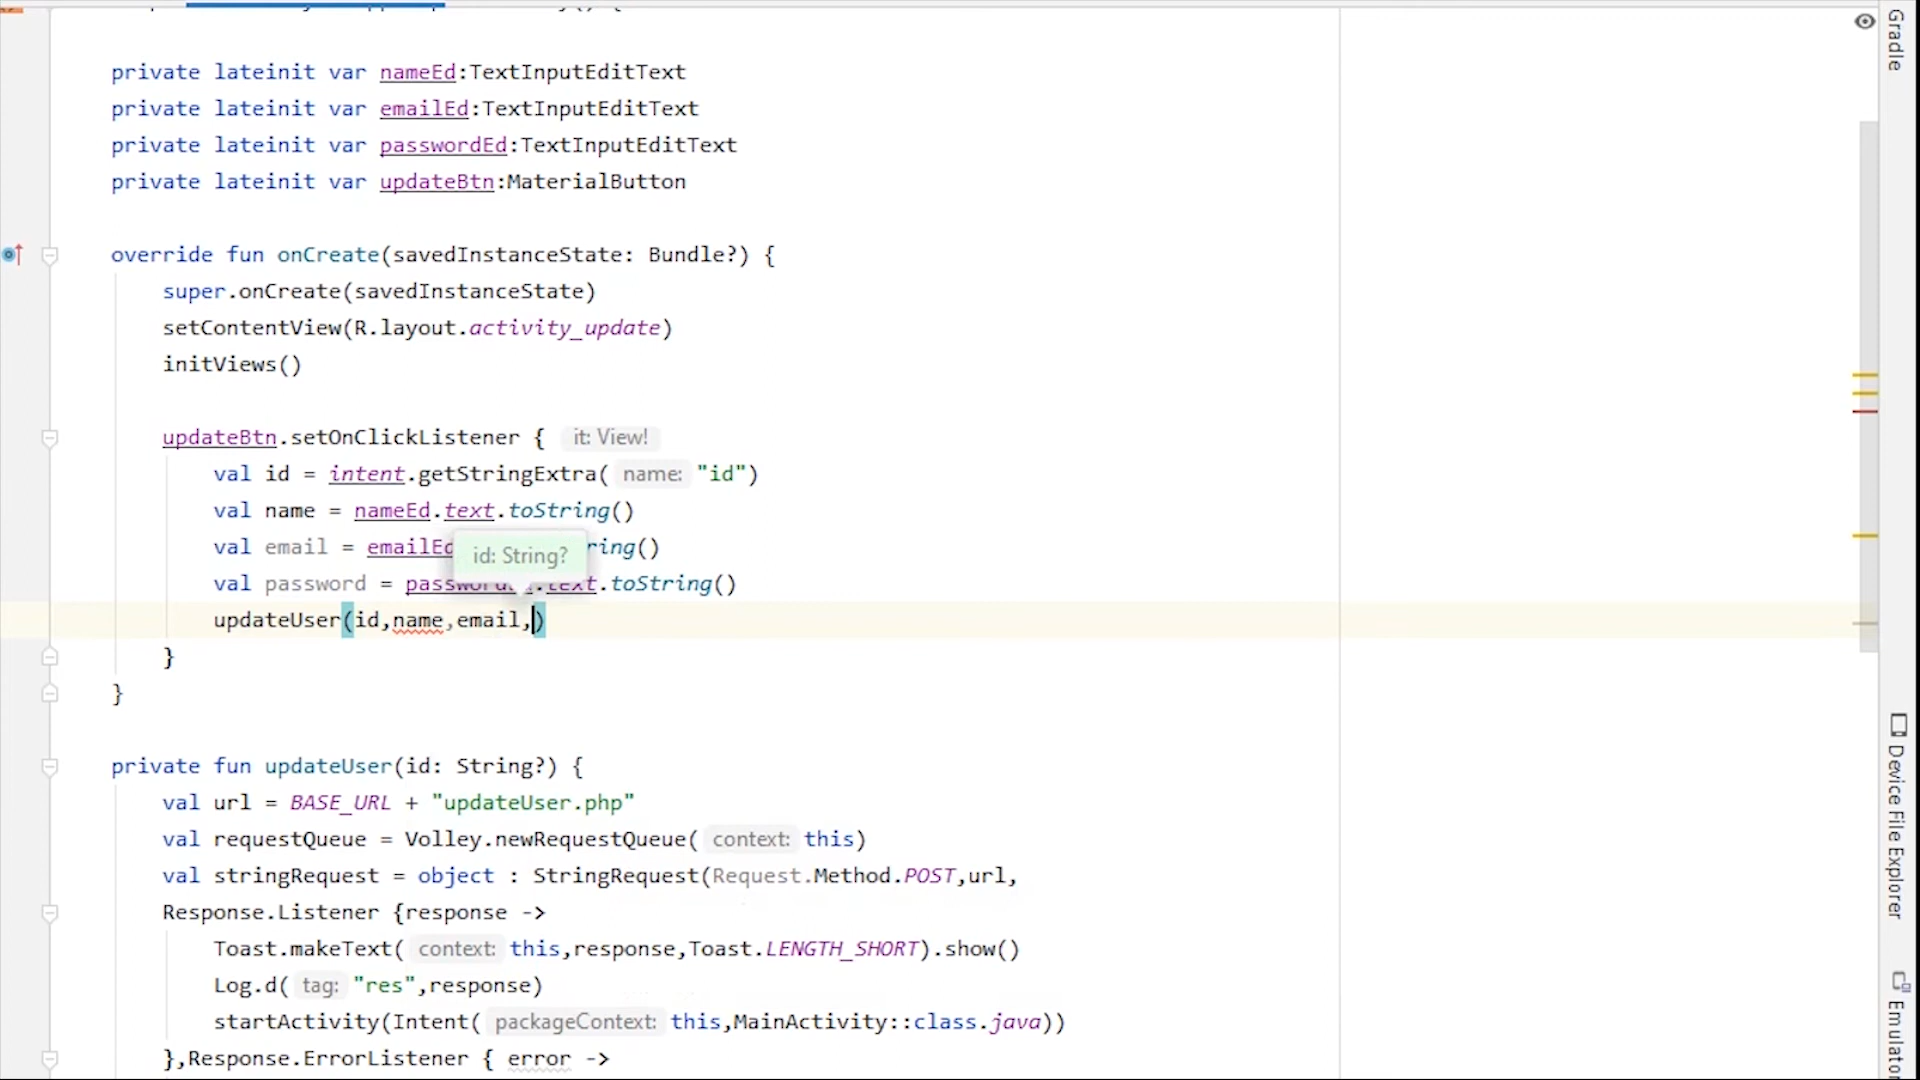 private lateinit var nameEd:TextInputEditText
private lateinit var emailEd:TextInputEditText
private lateinit var passwordEd:TextInputEditText
private lateinit var updateBtn:MaterialButton
override fun onCreate(savedInstanceState: Bundle?) {
super.onCreate(savedInstanceState)
setContentView(R.layout.activity_update)
initViews()
updateBtn.setOnClickListener { it: View!
val id = intent.getStringExtra( name: "id")
val name = nameEd.text.toString()
val email = emailEd ring()
id: String?
val password = .text.toString()
updateUser(id,name,email,)
}
}
private fun updateUser(id: String?) {
val url = BASE_URL + "updateUser.php"
val requestQueue = Volley.newRequestQueue( context: this)
val stringRequest = object : StringRequest(Request.Method.POST,url,
Response.Listener {response ->
Toast.makeText( context: this,response,Toast.LENGTH_SHORT).show()
Log.d( tag: "res",response)
startActivity(Intent( packageContext: this,MainActivity::class.java))
},Response.ErrorListener { error ->
Gradle
Device File Explorer
Emulator